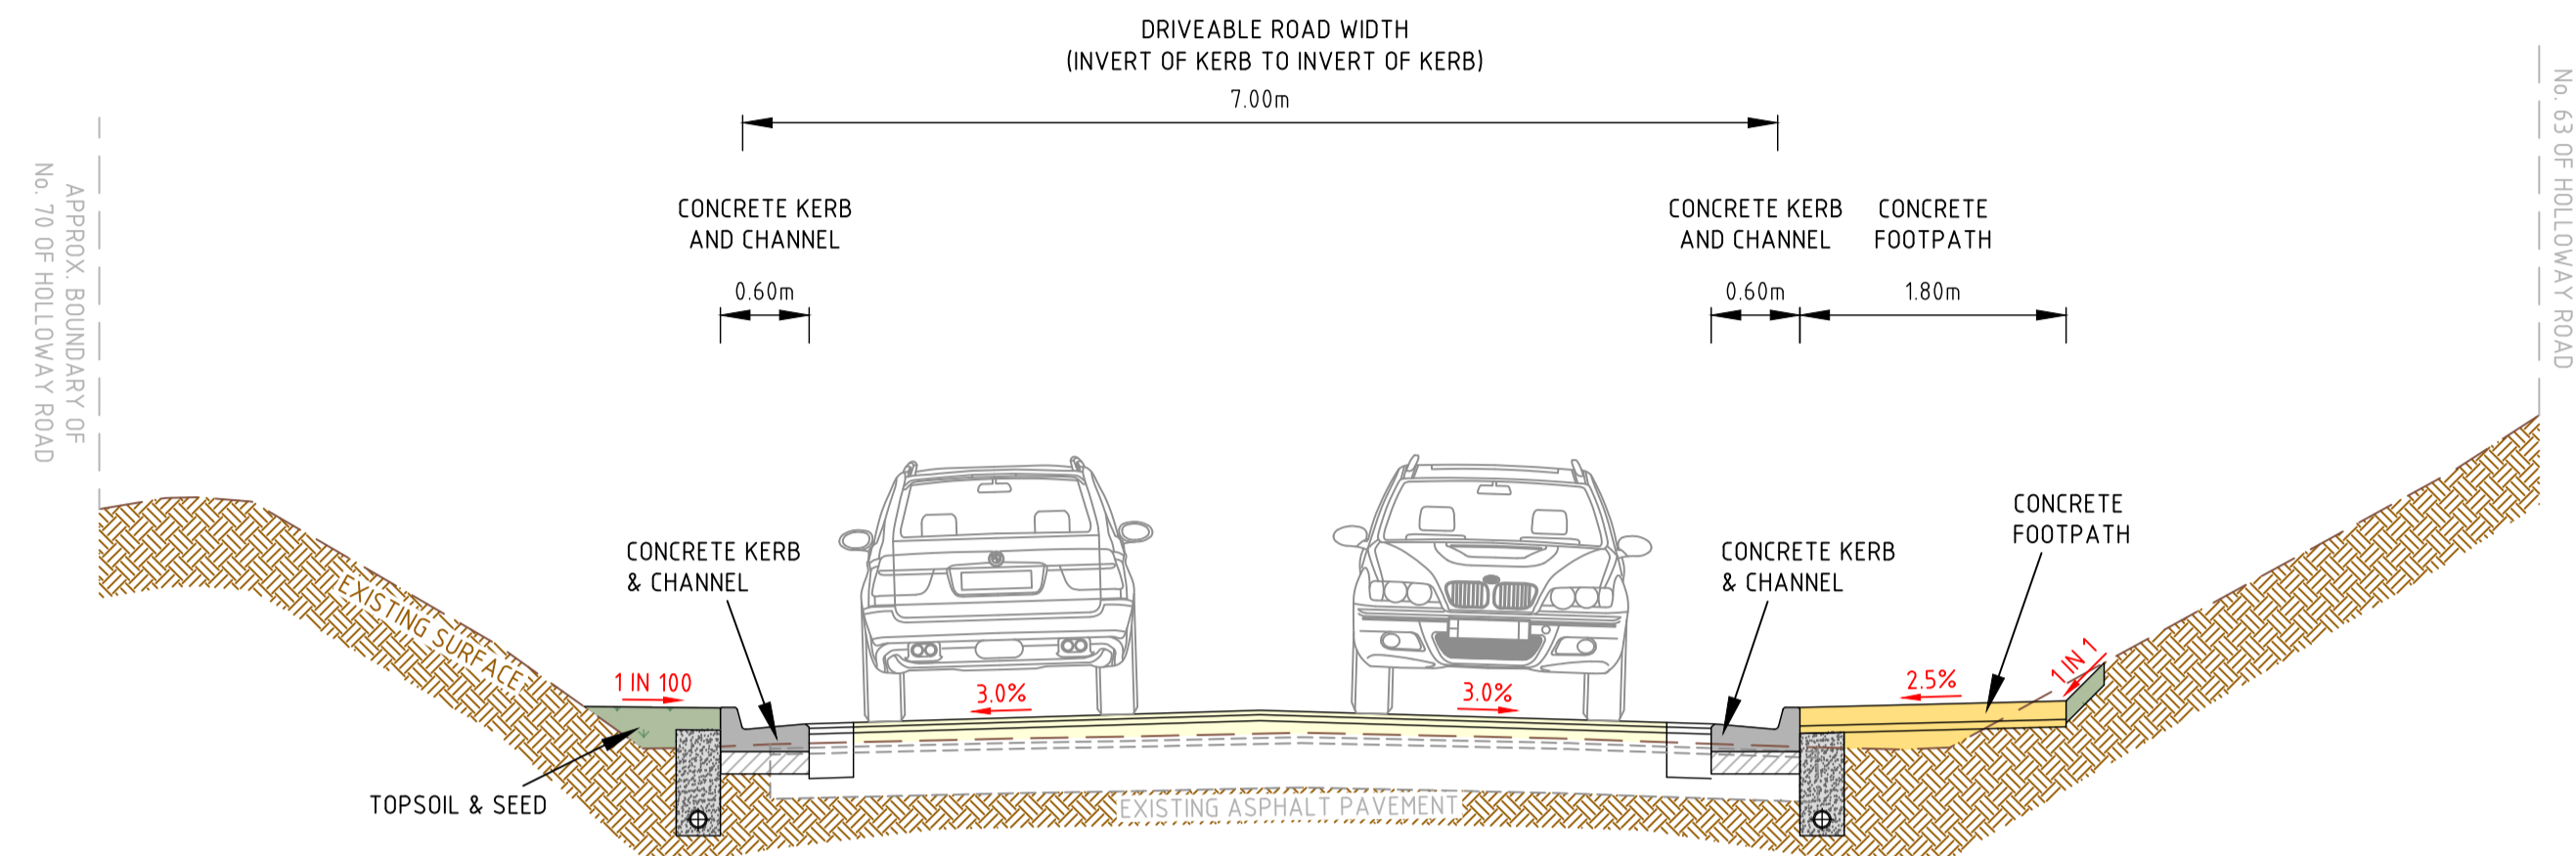 DRIVEABLE ROAD WIDTH
(INVERT OF KERB TO INVERT OF KERB)
7.00m
APPROX. BOUNDARY OF
No. 70 OF HOLLOWAY ROAD
No. 63 OF HOLLOWAY ROAD
CONCRETE KERB
AND CHANNEL
0.60m
CONCRETE KERB
AND CHANNEL
0.60m
CONCRETE
FOOTPATH
1.80m
CONCRETE KERB
& CHANNEL
CONCRETE KERB
& CHANNEL
CONCRETE
FOOTPATH
EXISTING SURFACE
1 IN 100
3.0%
3.0%
2.5%
1 IN 1
TOPSOIL & SEED
EXISTING ASPHALT PAVEMENT